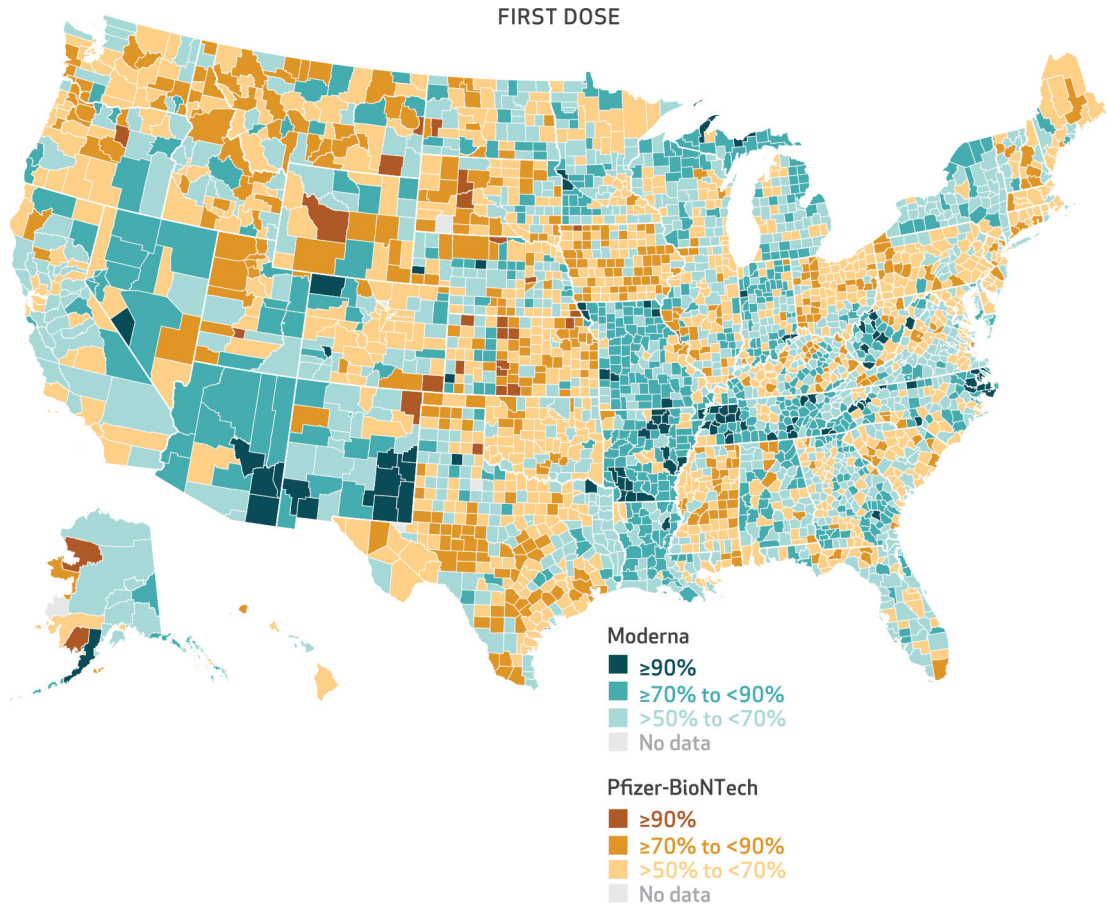 FIRST DOSE
Moderna
≥90%
≥70% to <90%
>50% to <70%
No data
Pfizer-BioNTech
≥90%
≥70% to <90%
>50% to <70%
No data